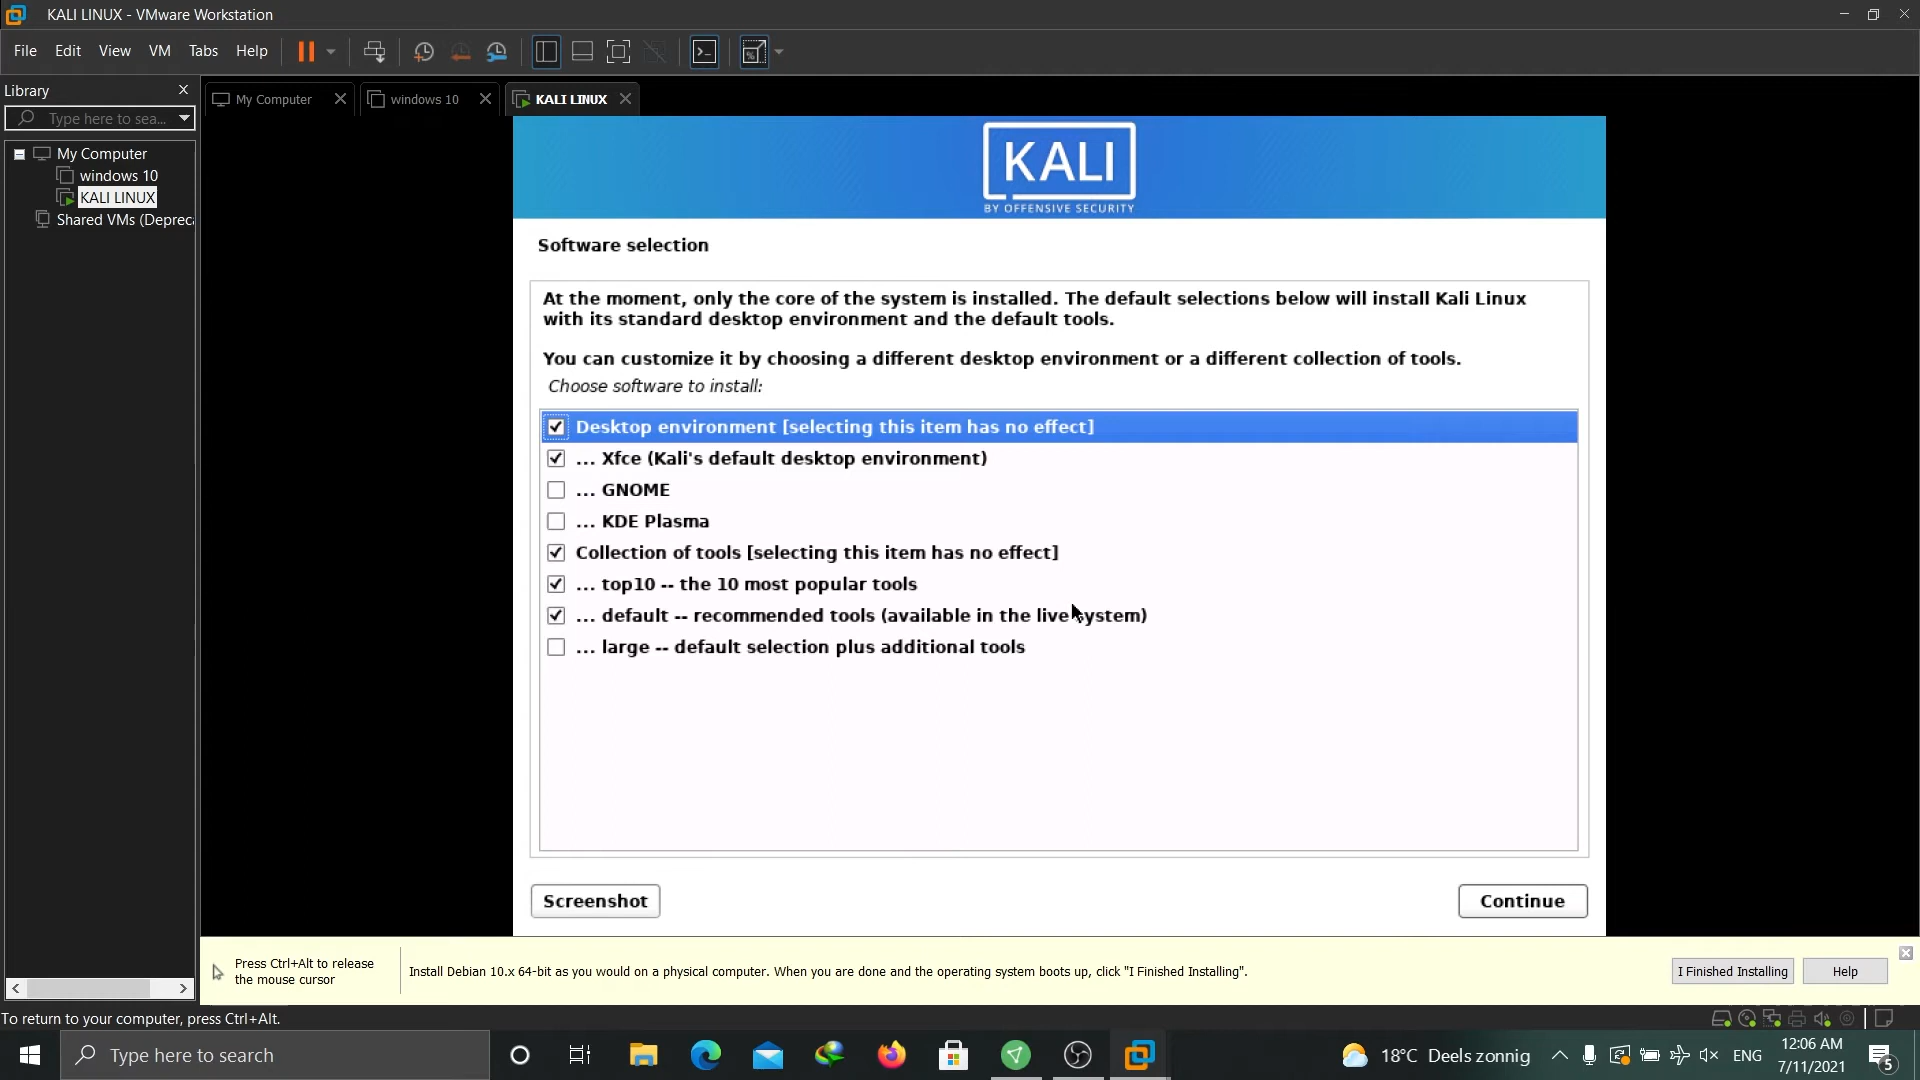 KALI LINUX - VMware Workstation
File Edit View VM Tabs Help
Library
My Computer
windows 10
KALI LINUX
Type here to sea...
My Computer
windows 10
KALI LINUX
Shared VMs (Depreca
KALI
BY OFFENSIVE SECURITY
Software selection
At the moment, only the core of the system is installed. The default selections below will install Kali Linux
with its standard desktop environment and the default tools.
You can customize it by choosing a different desktop environment or a different collection of tools.
Choose software to install:
Desktop environment [selecting this item has no effect]
... Xfce (Kali's default desktop environment)
... GNOME
... KDE Plasma
Collection of tools [selecting this item has no effect]
... top10 -- the 10 most popular tools
... default -- recommended tools (available in the live system)
... large -- default selection plus additional tools
Screenshot
Continue
Press Ctrl+Alt to release
the mouse cursor
Install Debian 10.x 64-bit as you would on a physical computer. When you are done and the operating system boots up, click "I Finished Installing".
I Finished Installing
Help
To return to your computer, press Ctrl+Alt.
Type here to search
18°C Deels zonnig
ENG
12:06 AM
7/11/2021
5